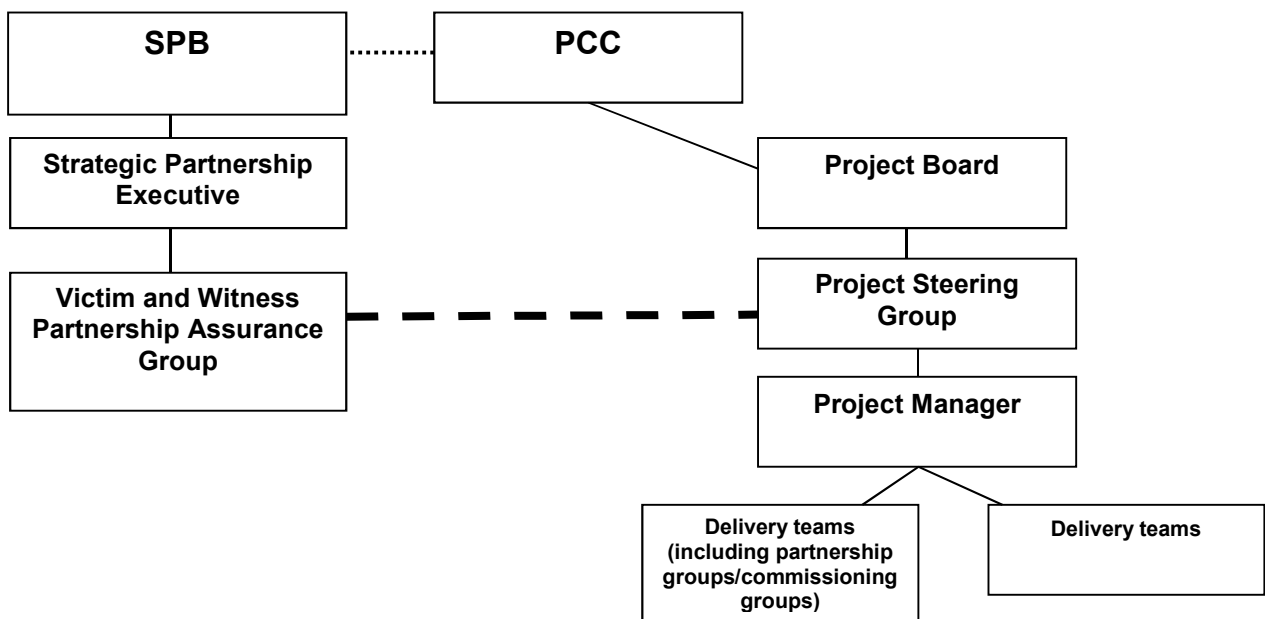 SPB
PCC
Strategic Partnership
Executive
Project Board
Victim and Witness
Partnership Assurance
Group
Project Steering
Group
Project Manager
Delivery teams
(including partnership
groups/commissioning
groups)
Delivery teams